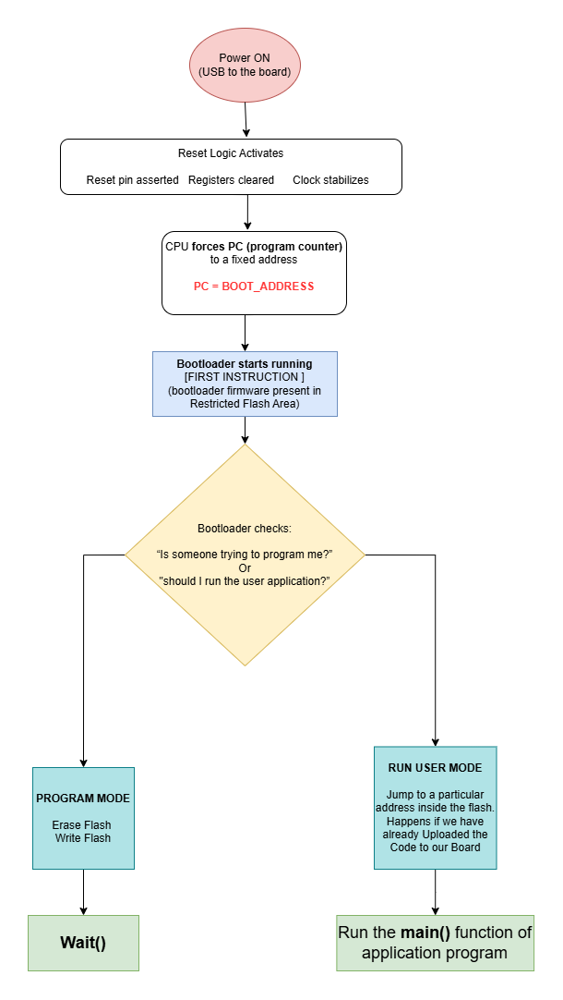 Power ON
(USB to the board)
Reset Logic Activates
Reset pin asserted Registers cleared Clock stabilizes
CPU forces PC (program counter)
to a fixed address
PC = BOOT_ADDRESS
Bootloader starts running
[FIRST INSTRUCTION ]
(bootloader firmware present in
Restricted Flash Area)
Bootloader checks:
“Is someone trying to program me?”
Or
"should I run the user application?”
PROGRAM MODE
Erase Flash
Write Flash
Wait()
RUN USER MODE
Jump to a particular
address inside the flash.
Happens if we have
already Uploaded the
Code to our Board
Run the main() function of
application program